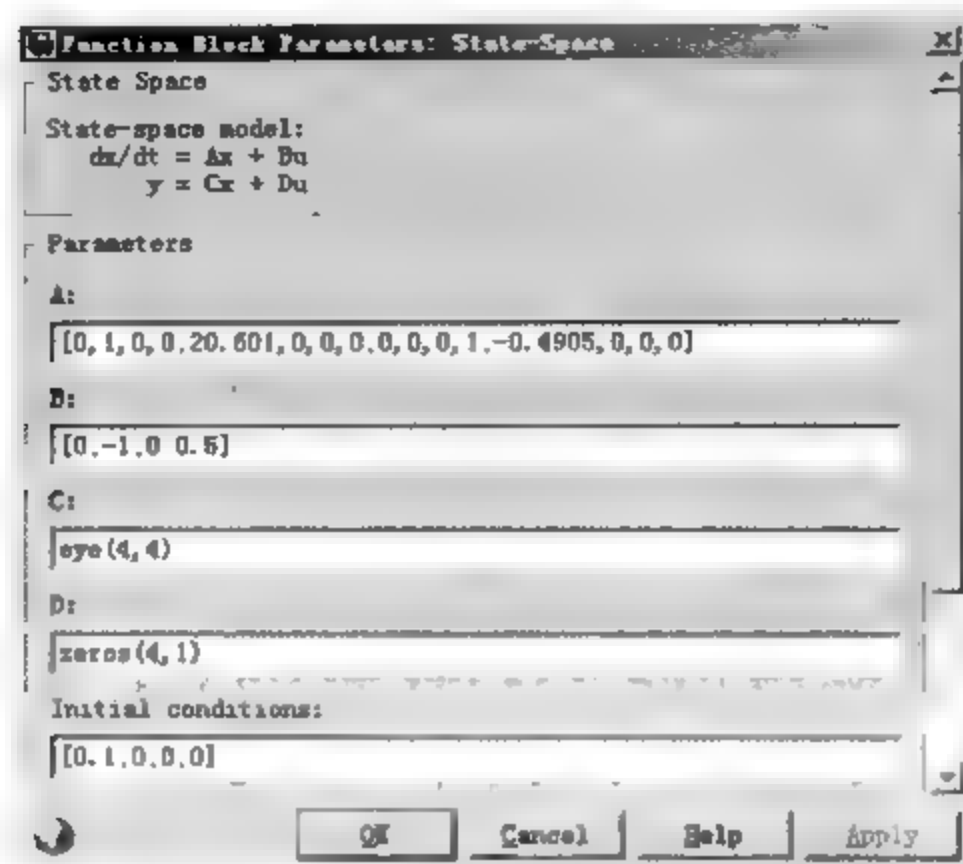 Function Block Parameters: State-Space
State Space
State-space model:
dx/dt = Ax + Bu
y = Cx + Du
Parameters
A:
[0,1,0,0.20.601,0,0,0.0,0,0,1.-0.4905,0,0,0]
B:
[0.-1.0 0.5]
C:
eye(4,4)
D:
zeros(4,1)
Initial conditions:
[0.1.0.0.0]
OK Cancel Help Apply